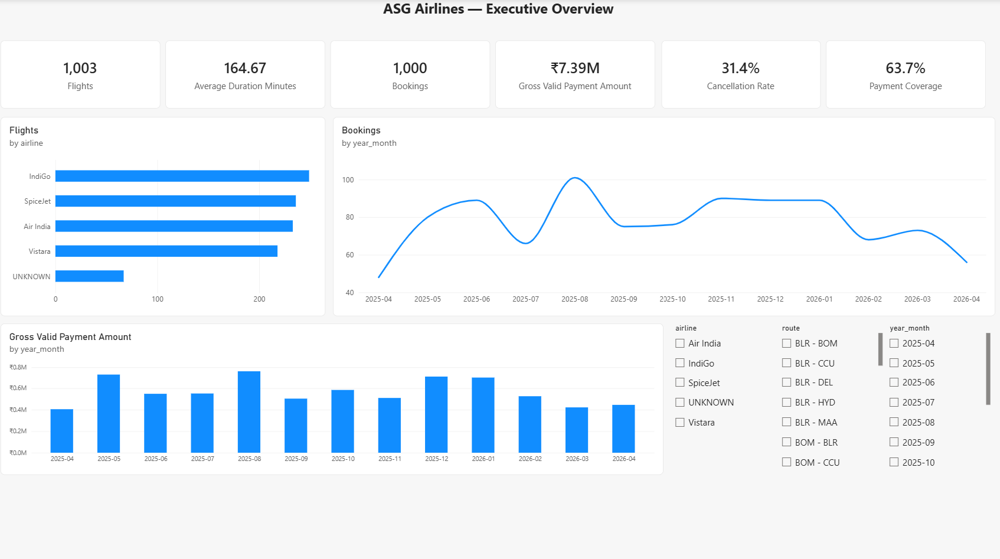 ASG Airlines — Executive Overview
1,003
Flights
164.67
Average Duration Minutes
1,000
Bookings
₹7.39M
Gross Valid Payment Amount
31.4%
Cancellation Rate
63.7%
Payment Coverage
Flights
by airline
IndiGo
SpiceJet
Air India
Vistara
UNKNOWN
0 100 200
Bookings
by year_month
100
80
60
40
2025-04 2025-05 2025-06 2025-07 2025-08 2025-09 2025-10 2025-11 2025-12 2026-01 2026-02 2026-03 2026-04
Gross Valid Payment Amount
by year_month
₹0.8M
₹0.6M
₹0.4M
₹0.2M
₹0.0M
2025-04 2025-05 2025-06 2025-07 2025-08 2025-09 2025-10 2025-11 2025-12 2026-01 2026-02 2026-03 2026-04
airline
Air India
IndiGo
SpiceJet
UNKNOWN
Vistara
route
BLR - BOM
BLR - CCU
BLR - DEL
BLR - HYD
BLR - MAA
BOM - BLR
BOM - CCU
year_month
2025-04
2025-05
2025-06
2025-07
2025-08
2025-09
2025-10